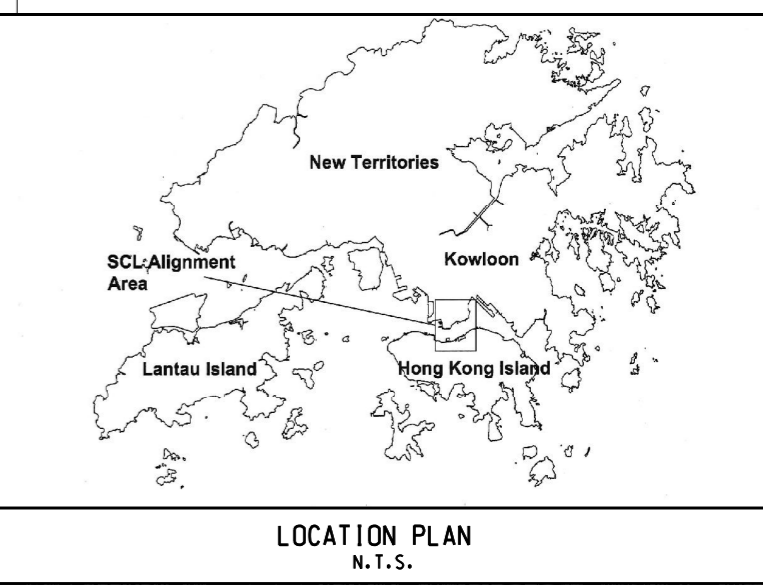 New Territories
SCL Alignment
Area
Kowloon
Lantau Island
Hong Kong Island
LOCATION PLAN
N.T.S.